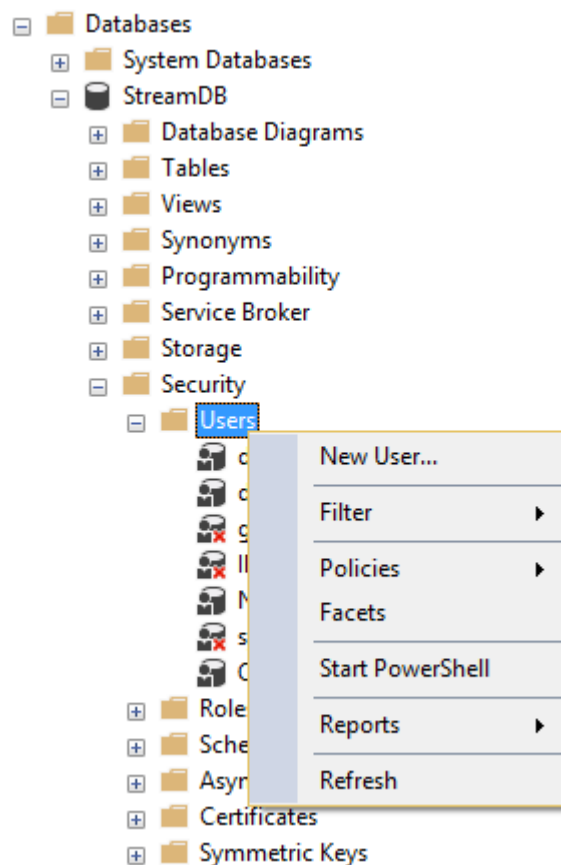 Databases
System Databases
StreamDB
Database Diagrams
Tables
Views
Synonyms
Programmability
Service Broker
Storage
Security
Users
New User...
Filter
Policies
Facets
Start PowerShell
Reports
Refresh
Certificates
Symmetric Keys